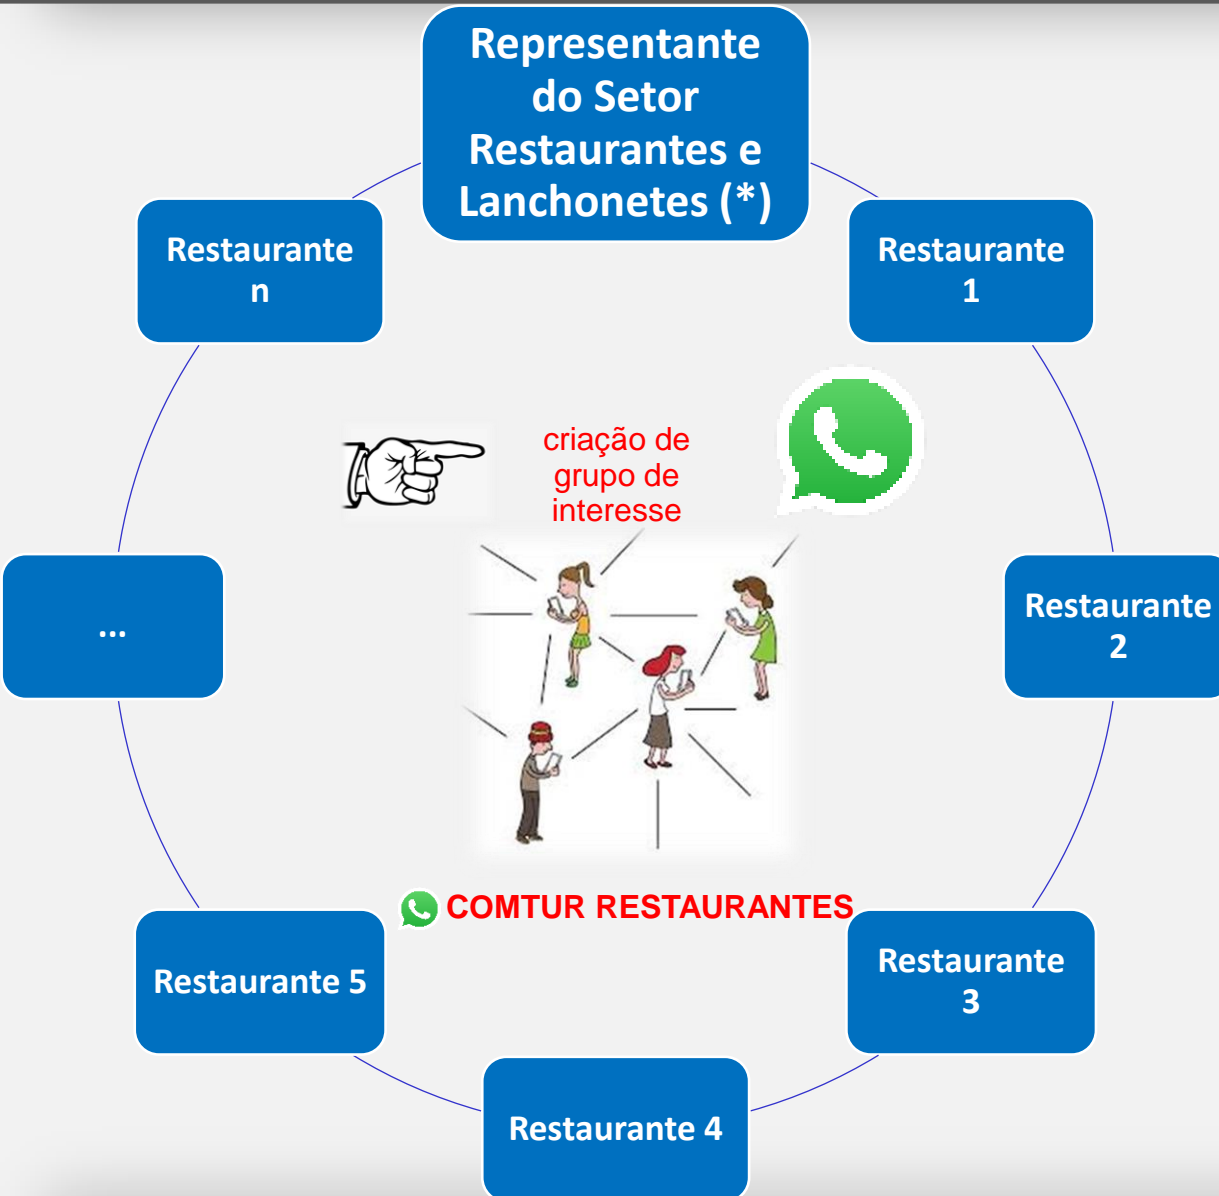 Representante
do Setor
Restaurantes e
Lanchonetes (*)
Restaurante
n
Restaurante
1
criação de
grupo de
interesse
...
Restaurante
2
COMTUR RESTAURANTES
Restaurante 5
Restaurante
3
Restaurante 4